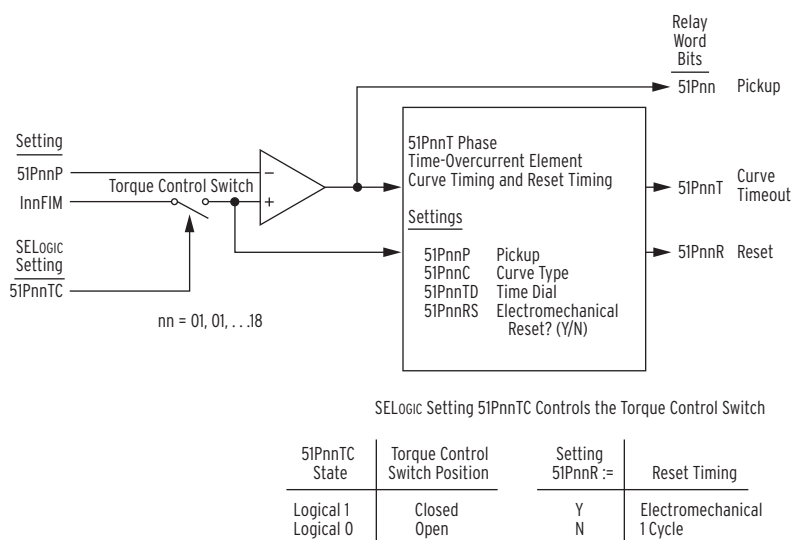 Relay
Word
Bits
51Pnn Pickup
51PnnT Phase
Time-Overcurrent Element
Curve Timing and Reset Timing
Settings
51PnnP Pickup
51PnnC Curve Type
51PnnTD Time Dial
51PnnRS Electromechanical
Reset? (Y/N)
51PnnT Curve
Timeout
51PnnR Reset
Setting
51PnnP
Torque Control Switch
InnFIM
SELOGIC
Setting
51PnnTC
− +
nn = 01, 01, . . .18
SELOGIC Setting 51PnnTC Controls the Torque Control Switch
51PnnTC Torque Control Setting
State Switch Position 51PnnR := Reset Timing
Logical 1 Closed Y Electromechanical
Logical 0 Open N 1 Cycle